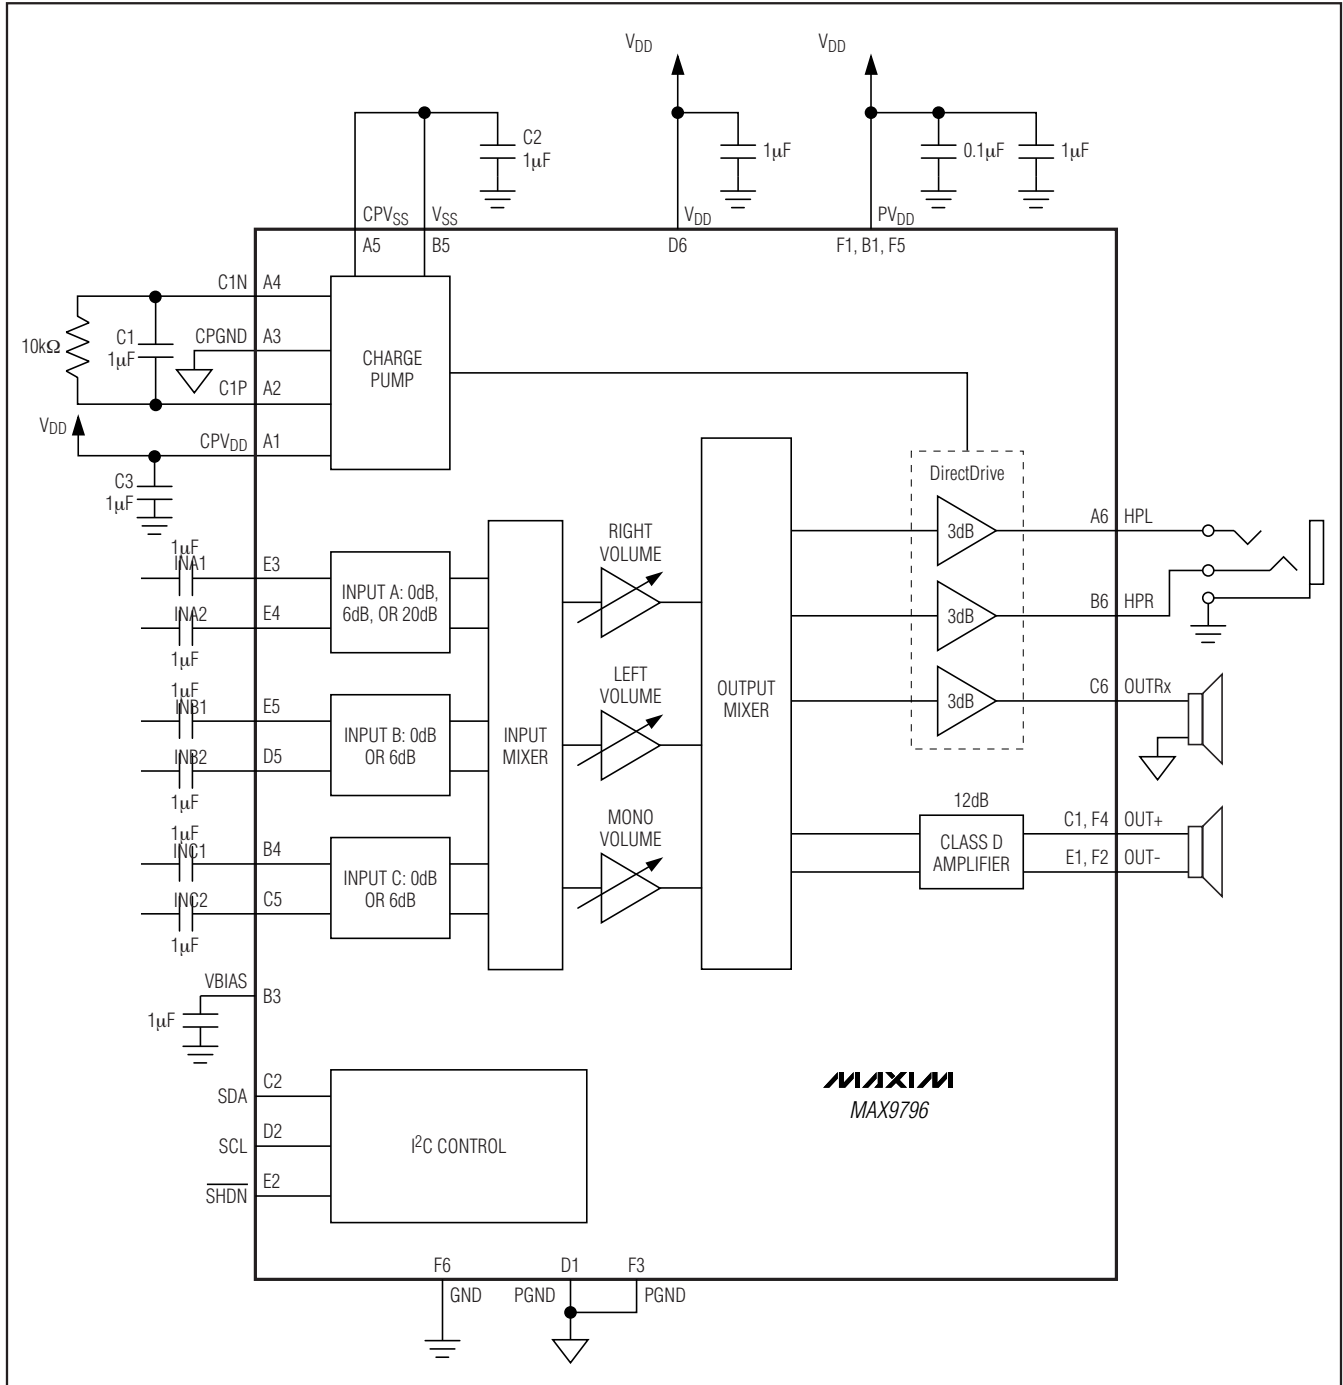 VDD
VDD
C2
1µF
1µF
0.1µF
1µF
CPVSS
VSS
VDD
PVDD
A5
B5
D6
F1, B1, F5
C1N
A4
10kΩ
C1
1µF
CPGND
A3
CHARGE
PUMP
C1P
A2
VDD
CPVDD
A1
C3
1µF
DirectDrive
1µF
INA1
E3
INPUT A: 0dB,
6dB, OR 20dB
INA2
E4
1µF
RIGHT
VOLUME
3dB
A6
HPL
3dB
B6
HPR
1µF
INB1
E5
INPUT B: 0dB
OR 6dB
INB2
D5
1µF
INPUT
MIXER
LEFT
VOLUME
OUTPUT
MIXER
3dB
C6
OUTRx
1µF
INC1
B4
INPUT C: 0dB
OR 6dB
INC2
C5
1µF
MONO
VOLUME
12dB
CLASS D
AMPLIFIER
C1, F4
OUT+
E1, F2
OUT-
VBIAS
B3
1µF
SDA
C2
SCL
D2
SHDN
E2
I2C CONTROL
MAXIM
MAX9796
F6
D1
F3
GND
PGND
PGND